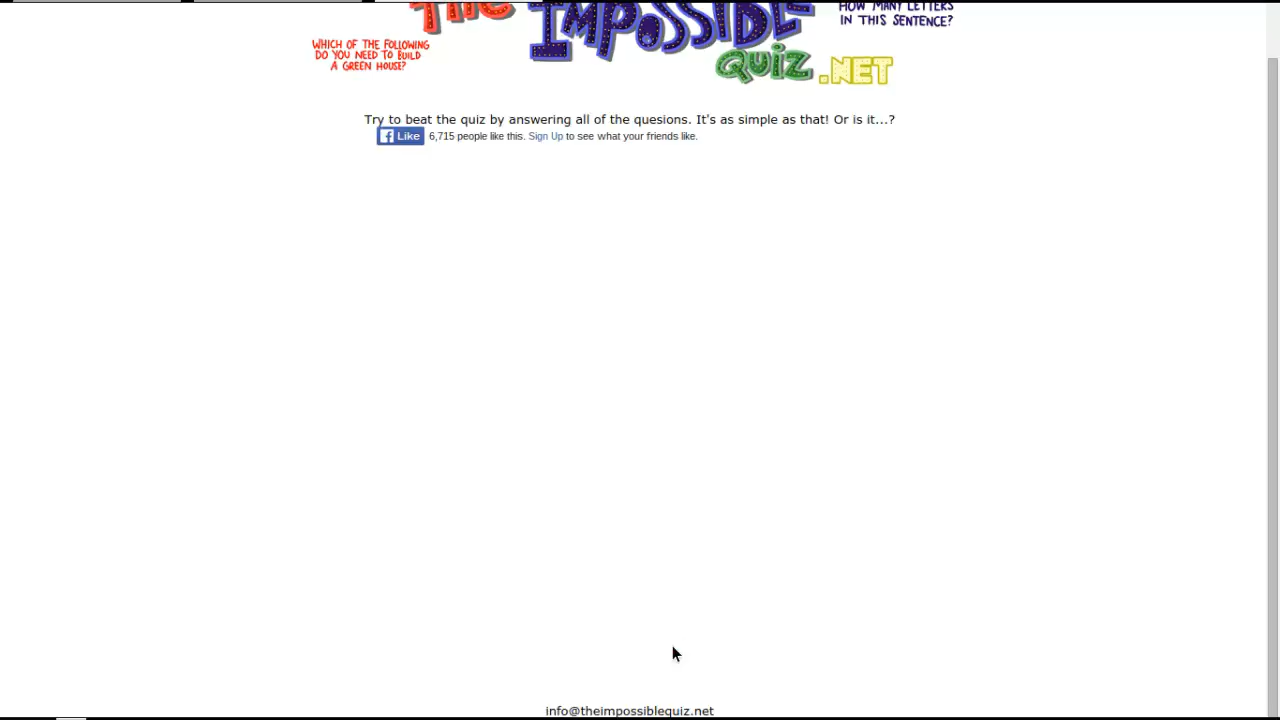 The Impossible
HOW MANY LETTERS
IN THIS SENTENCE?
WHICH OF THE FOLLOWING
DO YOU NEED TO BUILD
A GREEN HOUSE?
Quiz .NET
Try to beat the quiz by answering all of the quesions. It's as simple as that! Or is it...?
Like 6,715 people like this. Sign Up to see what your friends like.
info@theimpossiblequiz.net